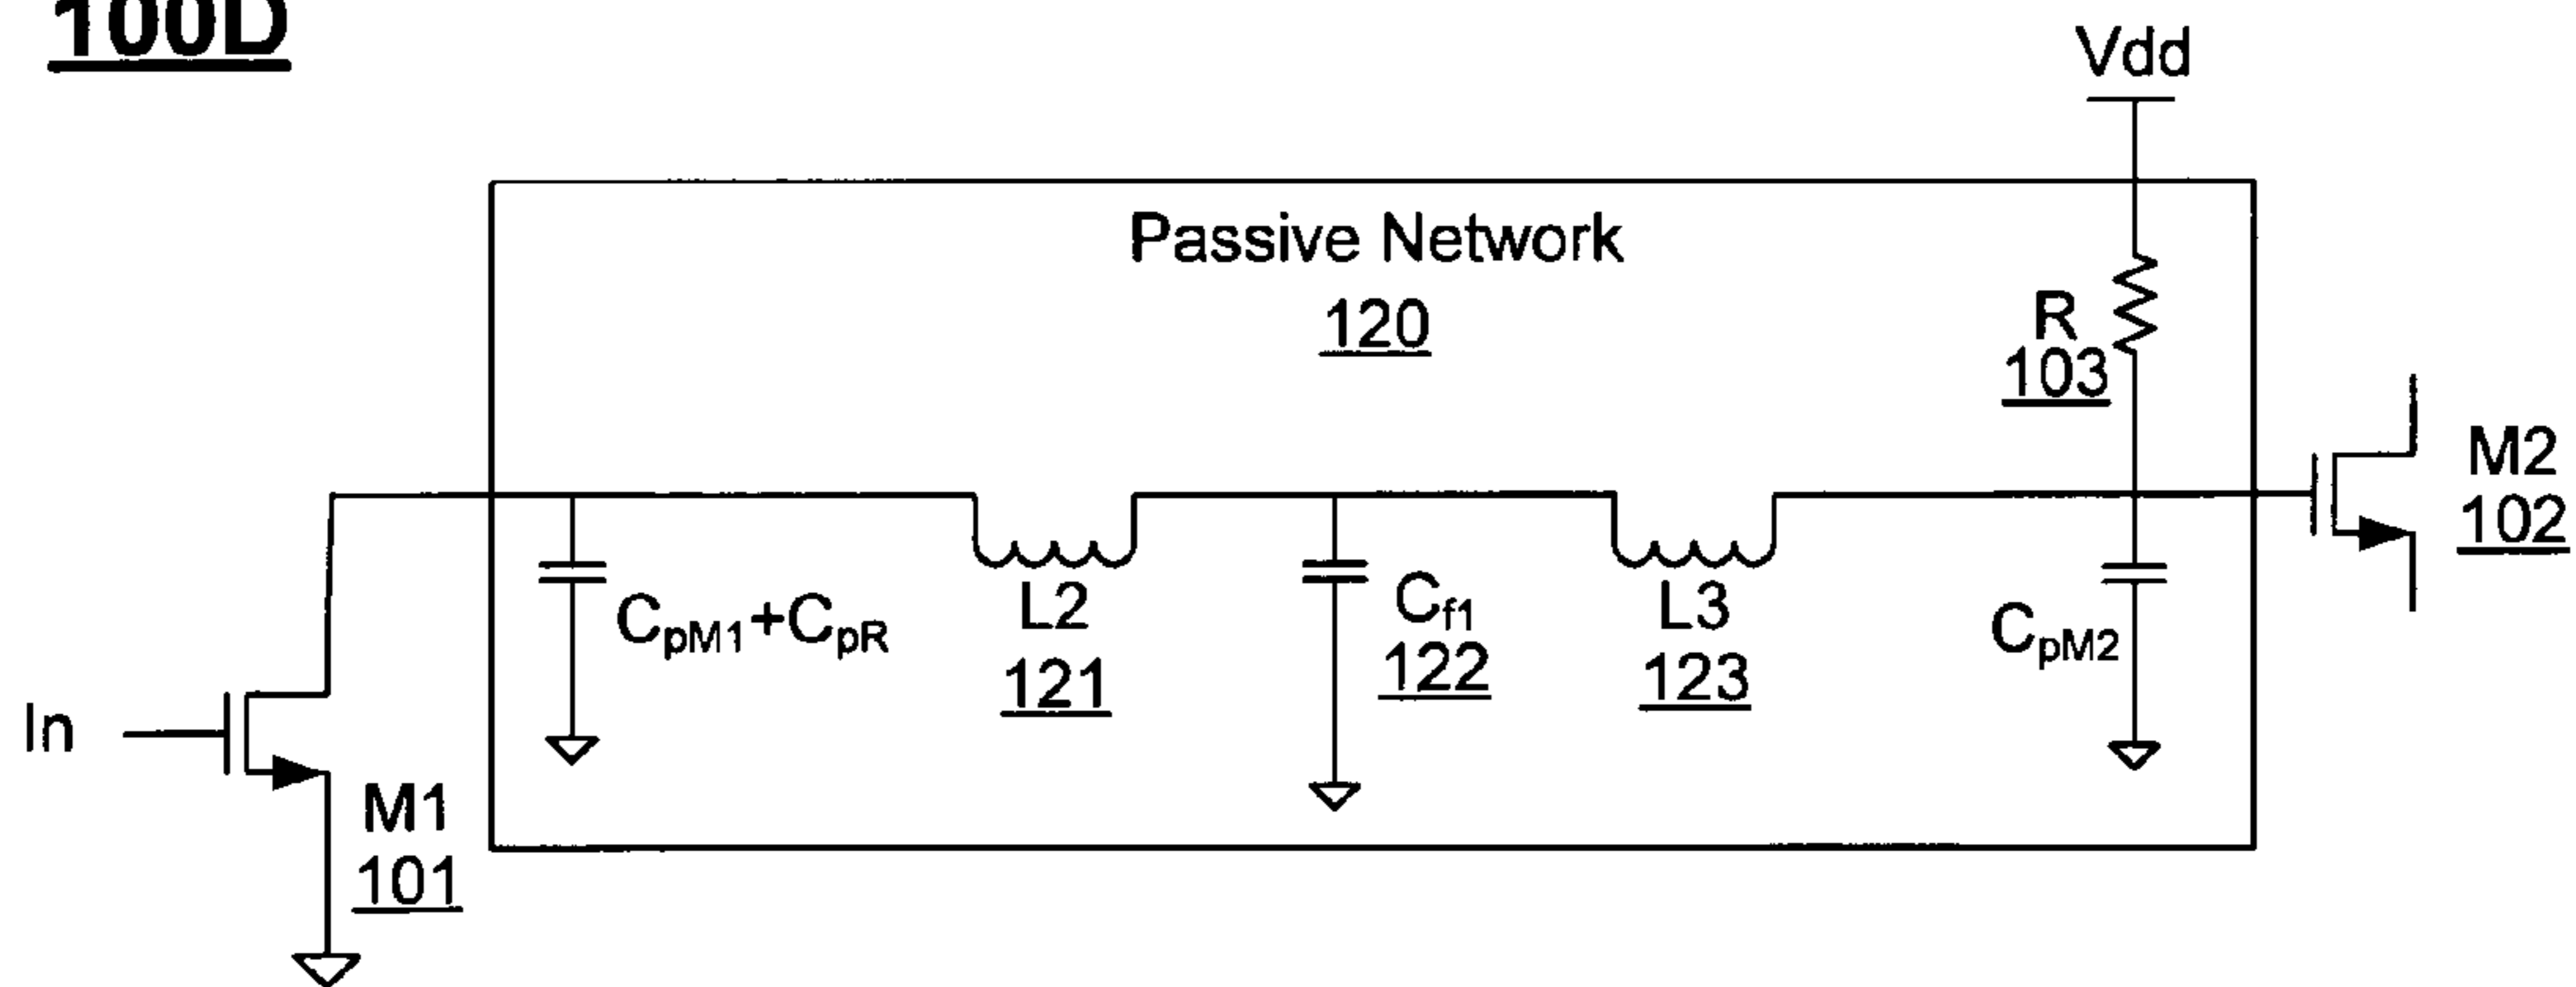 100D
Vdd
Passive Network
120
R
103
M2
102
CpM1+CpR
L2
121
Cf1
122
L3
123
CpM2
In
M1
101